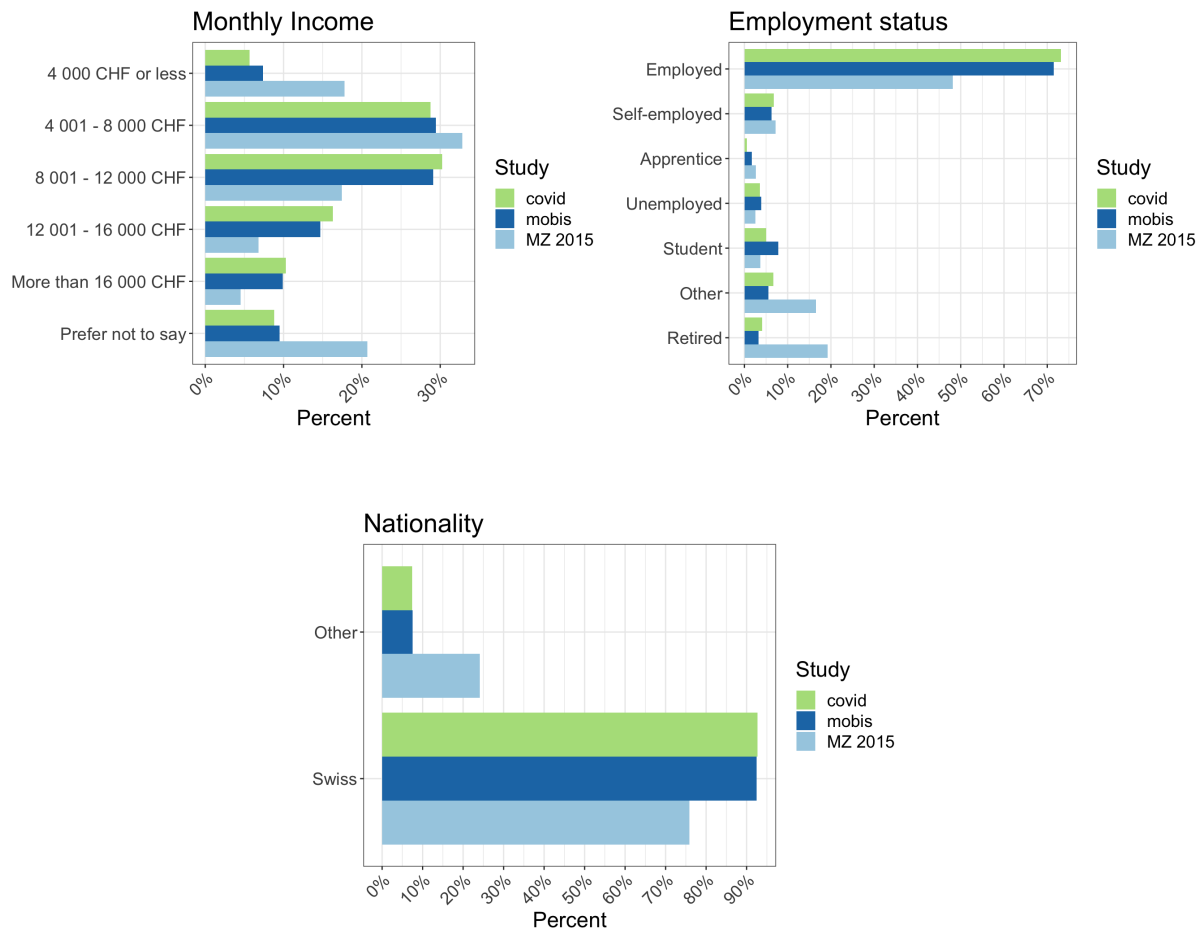 Monthly Income
4 000 CHF or less
4 001 - 8 000 CHF
8 001 - 12 000 CHF
12 001 - 16 000 CHF
More than 16 000 CHF
Prefer not to say
0% 10% 20% 30%
Percent
Study
covid
mobis
MZ 2015
Employment status
Employed
Self-employed
Apprentice
Unemployed
Student
Other
Retired
0% 10% 20% 30% 40% 50% 60% 70%
Percent
Study
covid
mobis
MZ 2015
Nationality
Other
Swiss
0% 10% 20% 30% 40% 50% 60% 70% 80% 90%
Percent
Study
covid
mobis
MZ 2015